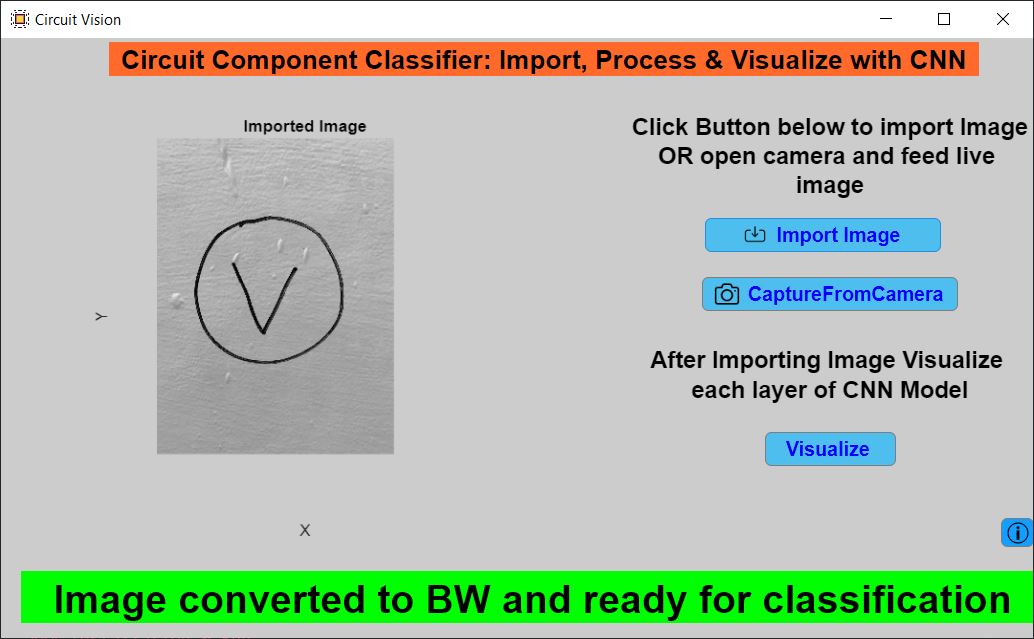 Circuit Vision
Circuit Component Classifier: Import, Process & Visualize with CNN
Imported Image
V
Y
X
Click Button below to import Image
OR open camera and feed live
image
Import Image
CaptureFromCamera
After Importing Image Visualize
each layer of CNN Model
Visualize
Image converted to BW and ready for classification